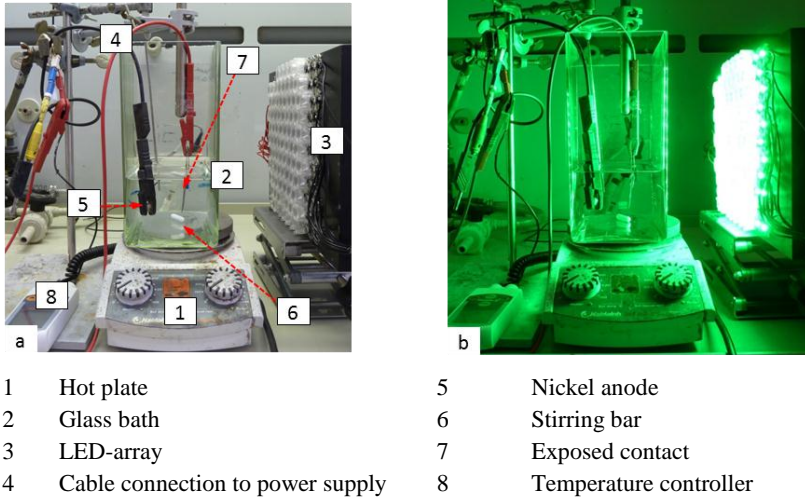 4
7
3
2
5
8
1
6
a
b
1 Hot plate
2 Glass bath
3 LED-array
4 Cable connection to power supply
5 Nickel anode
6 Stirring bar
7 Exposed contact
8 Temperature controller